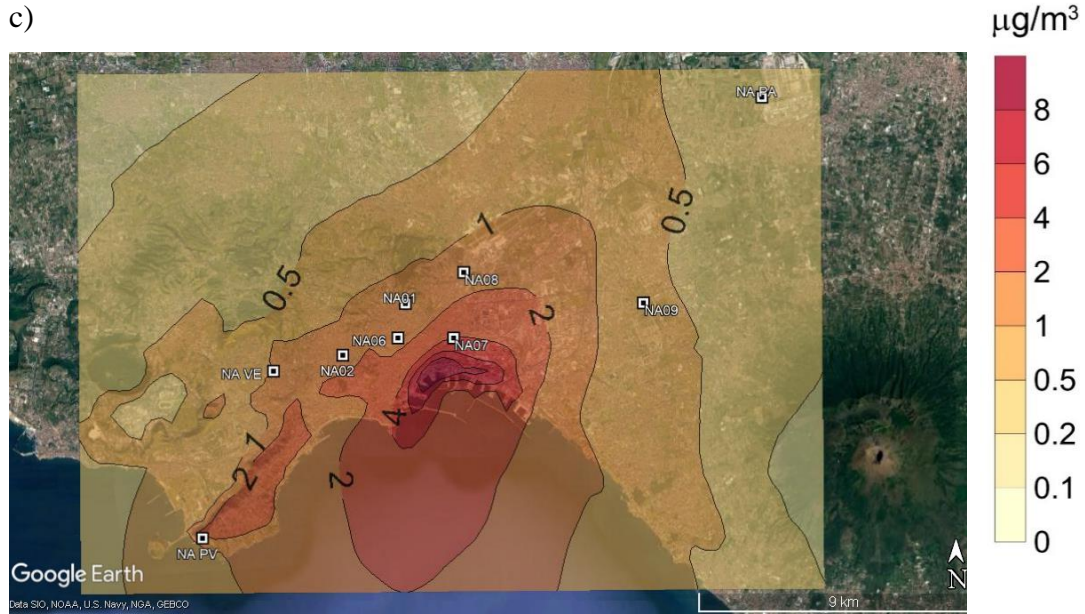 c)
μg/m³
NA PA
8
6
0.5
1
4
NA08
0.5
2
NA01
NA09
2
1
NA06
NA07
NA02
0.5
NA VE
4
0.2
1
2
2
0.1
NA PV
0
Google Earth
N
Data SIO, NOAA, U.S. Navy, NGA, GEBCO
9 km